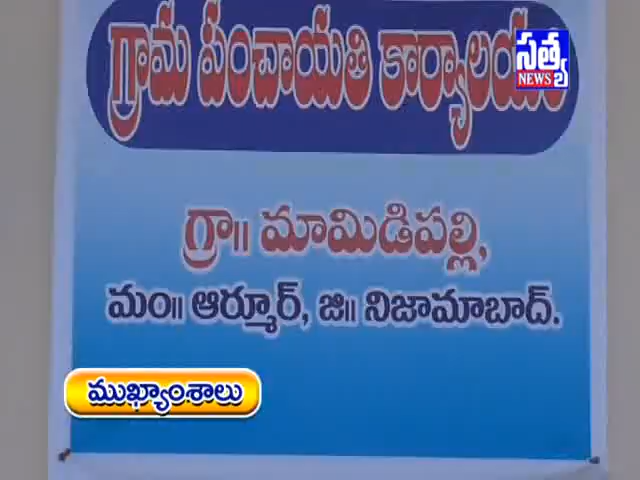 గ్రామ పంచాయతి కార్యాలయం
సత్య
NEWS
గ్రా॥ మామిడిపల్లి,
మం॥ ఆర్మూర్, జి॥ నిజామాబాద్.
ముఖ్యాంశాలు